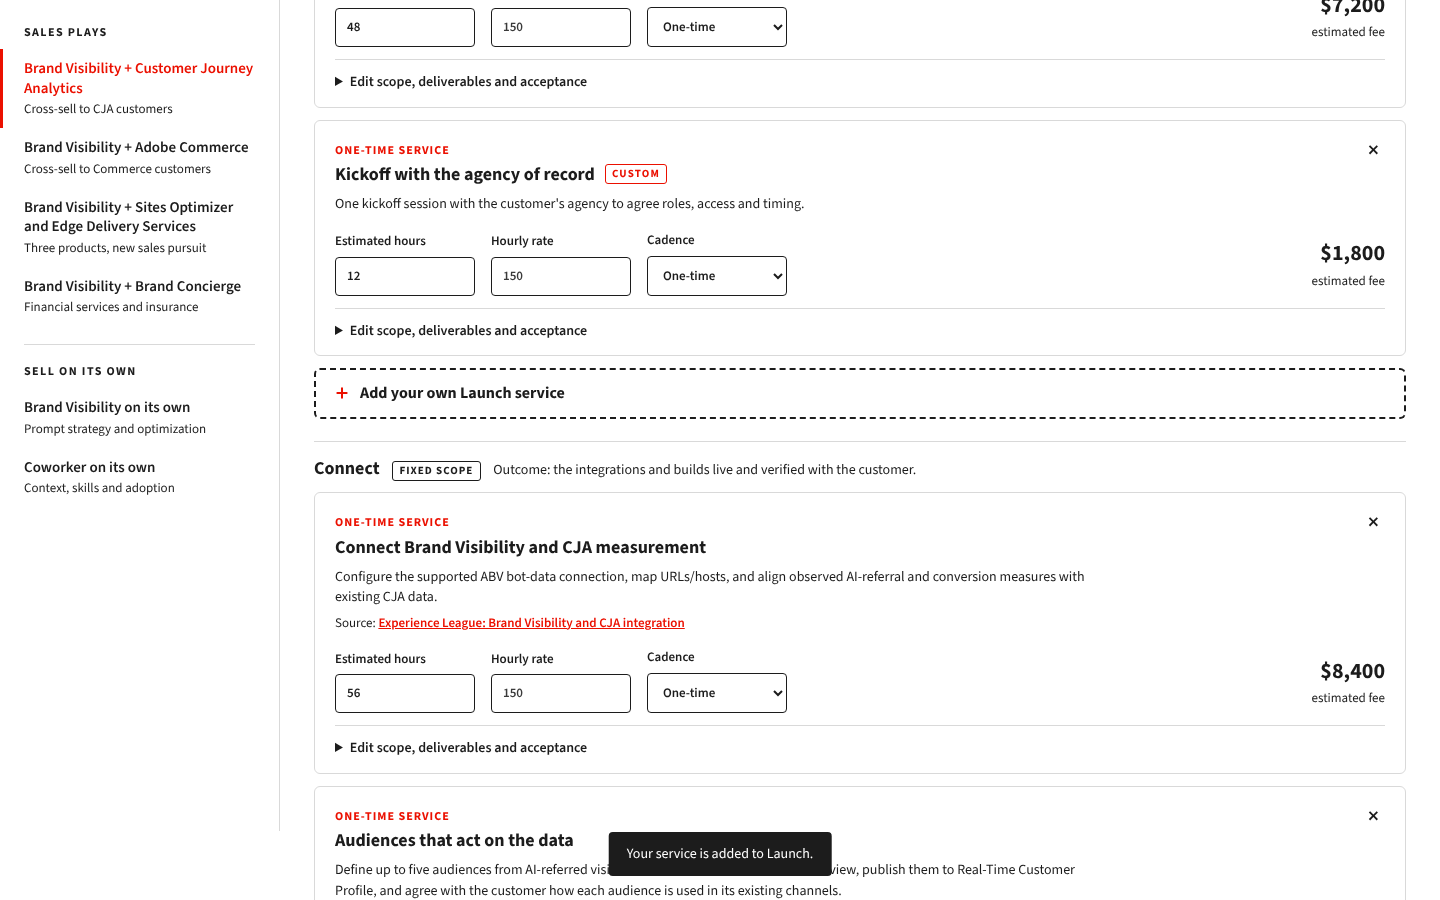 SALES PLAYS
Brand Visibility + Customer Journey
Analytics
Cross-sell to CJA customers
Brand Visibility + Adobe Commerce
Cross-sell to Commerce customers
Brand Visibility + Sites Optimizer
and Edge Delivery Services
Three products, new sales pursuit
Brand Visibility + Brand Concierge
Financial services and insurance
SELL ON ITS OWN
Brand Visibility on its own
Prompt strategy and optimization
Coworker on its own
Context, skills and adoption
$7,200
48
150
One-time
estimated fee
Edit scope, deliverables and acceptance
ONE-TIME SERVICE
×
Kickoff with the agency of record CUSTOM
One kickoff session with the customer's agency to agree roles, access and timing.
Estimated hours
Hourly rate
Cadence
12
150
One-time
$1,800
estimated fee
Edit scope, deliverables and acceptance
+ Add your own Launch service
Connect FIXED SCOPE Outcome: the integrations and builds live and verified with the customer.
ONE-TIME SERVICE
×
Connect Brand Visibility and CJA measurement
Configure the supported ABV bot-data connection, map URLs/hosts, and align observed AI-referral and conversion measures with
existing CJA data.
Source: Experience League: Brand Visibility and CJA integration
Estimated hours
Hourly rate
Cadence
56
150
One-time
$8,400
estimated fee
Edit scope, deliverables and acceptance
ONE-TIME SERVICE
×
Audiences that act on the data
Define up to five audiences from AI-referred visi
view, publish them to Real-Time Customer
Profile, and agree with the customer how each audience is used in its existing channels.
Your service is added to Launch.